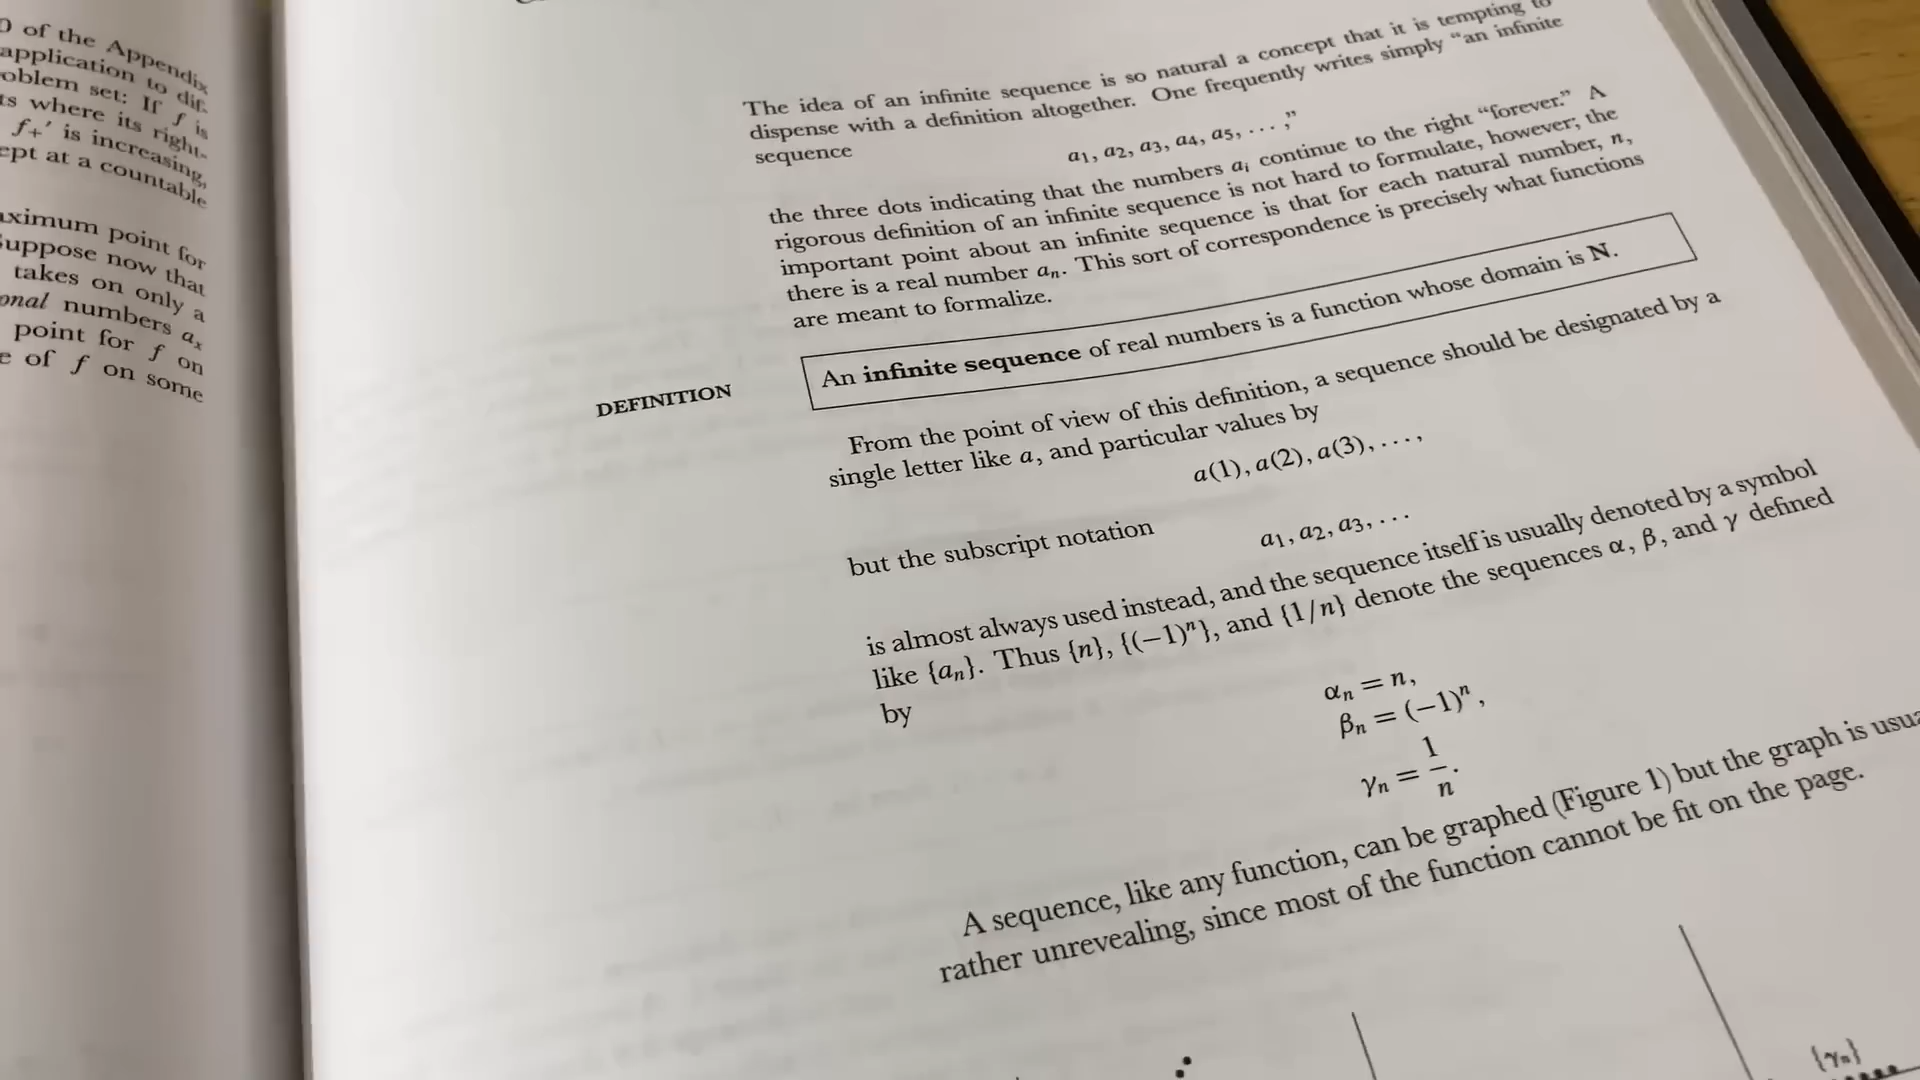 of the Appendix
application to dif-
oblem set: If f is
ts where its right-
f+′ is increasing,
ept at a countable
aximum point for
Suppose now that
takes on only a
onal numbers aₓ
point for f on
e of f on some
The idea of an infinite sequence is so natural a concept that it is tempting to
dispense with a definition altogether. One frequently writes simply “an infinite
sequence
a₁, a₂, a₃, a₄, a₅, . . . ,”
the three dots indicating that the numbers aᵢ continue to the right “forever.” A
rigorous definition of an infinite sequence is not hard to formulate, however; the
important point about an infinite sequence is that for each natural number, n,
there is a real number aₙ. This sort of correspondence is precisely what functions
are meant to formalize.
DEFINITION
An infinite sequence of real numbers is a function whose domain is N.
From the point of view of this definition, a sequence should be designated by a
single letter like a, and particular values by
a(1), a(2), a(3), . . . ,
but the subscript notation
a₁, a₂, a₃, . . .
is almost always used instead, and the sequence itself is usually denoted by a symbol
like {aₙ}. Thus {n}, {(−1)ⁿ}, and {1/n} denote the sequences α, β, and γ defined
by
αₙ = n,
βₙ = (−1)ⁿ,
γₙ = 1/n.
A sequence, like any function, can be graphed (Figure 1) but the graph is usua
rather unrevealing, since most of the function cannot be fit on the page.
{γₙ}